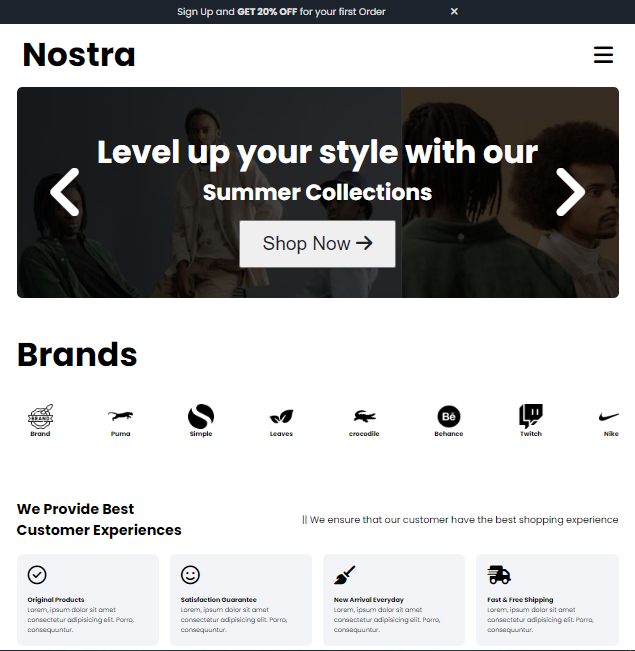 Sign Up and GET 20% OFF for your first Order ✕
Nostra
Level up your style with our
Summer Collections
Shop Now →
Brands
BRAND
Bē
Brand Puma Simple Leaves crocodile Behance Twitch Nike
We Provide Best
Customer Experiences
|| We ensure that our customer have the best shopping experience
Original Products
Lorem, ipsum dolor sit amet
consectetur adipisicing elit. Porro,
consequuntur.
Satisfaction Guarantee
Lorem, ipsum dolor sit amet
consectetur adipisicing elit. Porro,
consequuntur.
New Arrival Everyday
Lorem, ipsum dolor sit amet
consectetur adipisicing elit. Porro,
consequuntur.
Fast & Free Shipping
Lorem, ipsum dolor sit amet
consectetur adipisicing elit. Porro,
consequuntur.